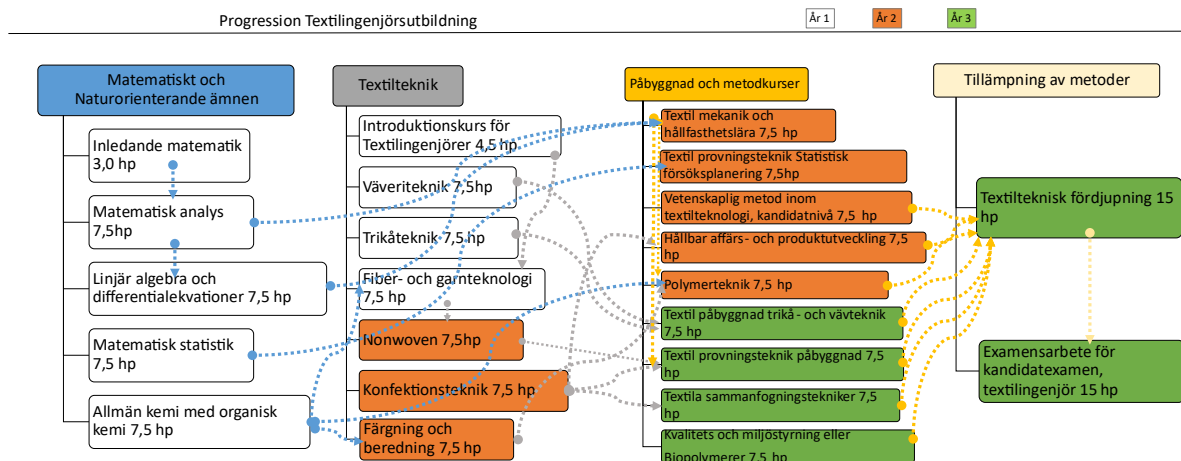 Progression Textilingenjörsutbildning
År 1
År 2
År 3
Matematiskt och
Naturorienterande ämnen
Inledande matematik
3,0 hp
Matematisk analys
7,5hp
Linjär algebra och
differentialekvationer 7,5 hp
Matematisk statistik
7,5 hp
Allmän kemi med organisk
kemi 7,5 hp
Textilteknik
Introduktionskurs för
Textilingenjörer 4,5 hp
Väveriteknik 7,5hp
Trikåteknik 7,5hp
Fiber- och garnteknologi
7,5 hp
Nonwoven 7,5hp
Konfektionsteknik 7,5 hp
Färgning och
beredning 7,5 hp
Påbyggnad och metodkurser
Textil mekanik och
hållfasthetslära 7,5 hp
Textil provningsteknik Statistisk
försöksplanering 7,5hp
Vetenskaplig metod inom
textilteknologi, kandidatnivå 7,5 hp
Hållbar affärs- och produktutveckling 7,5
hp
Polymerteknik 7,5 hp
Textil påbyggnad trikå- och vävteknik
7,5 hp
Textil provningsteknik påbyggnad 7,5
hp
Textila sammanfogningstekniker 7,5
hp
Kvalitets och miljöstyrning eller
Biopolymerer 7,5 hp
Tillämpning av metoder
Textilteknisk fördjupning 15
hp
Examensarbete för
kandidatexamen,
textilingenjör 15 hp